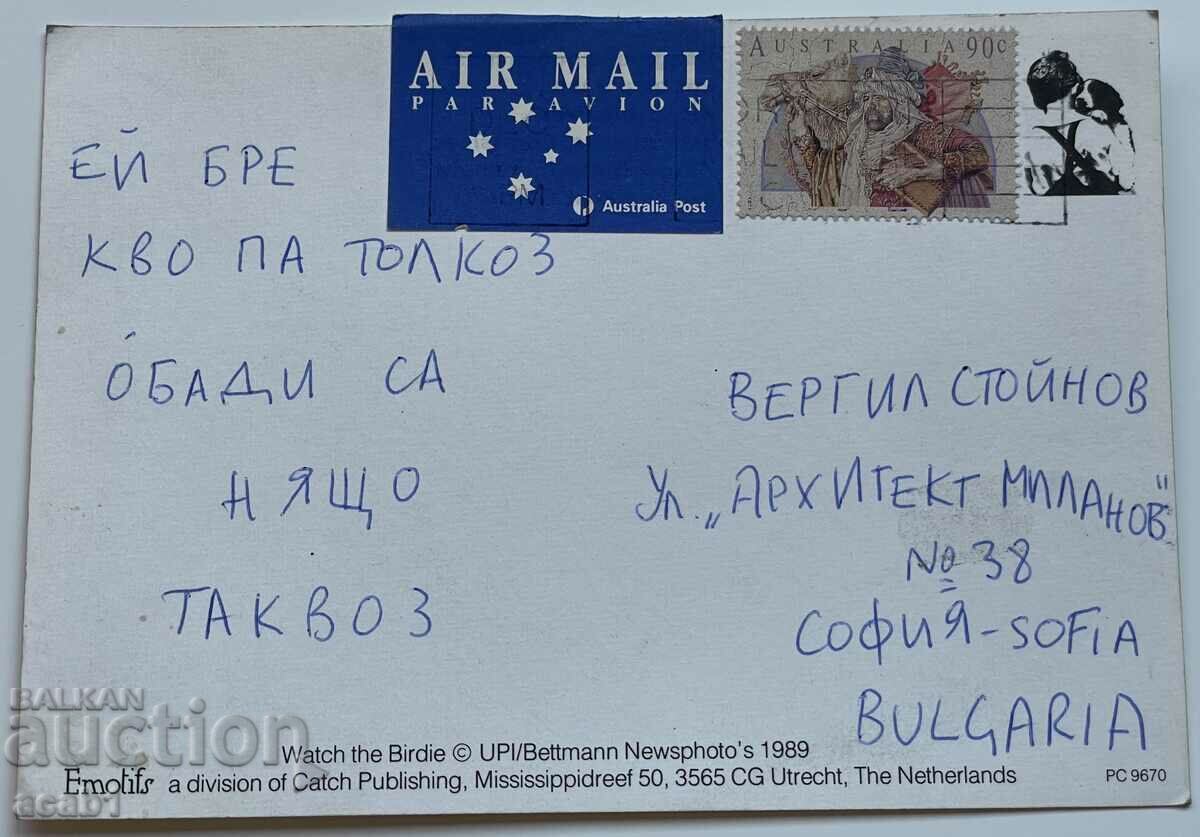 AIR MAIL
PAR AVION
Australia Post
AUSTRALIA 90c
ЕЙ БРЕ
КВО ПА ТОЛКОЗ
ОБАДИ СА
НЯЩО
ТАКВОЗ
ВЕРГИЛ СТОЙНОВ
Ул. „АРХИТЕКТ МИЛАНОВ"
№ 38
СОФИЯ - SOFIA
BULGARIA
Watch the Birdie © UPI/Bettmann Newsphoto's 1989
Emotifs a division of Catch Publishing, Mississippidreef 50, 3565 CG Utrecht, The Netherlands
PC 9670
BALKAN
auction
acab1